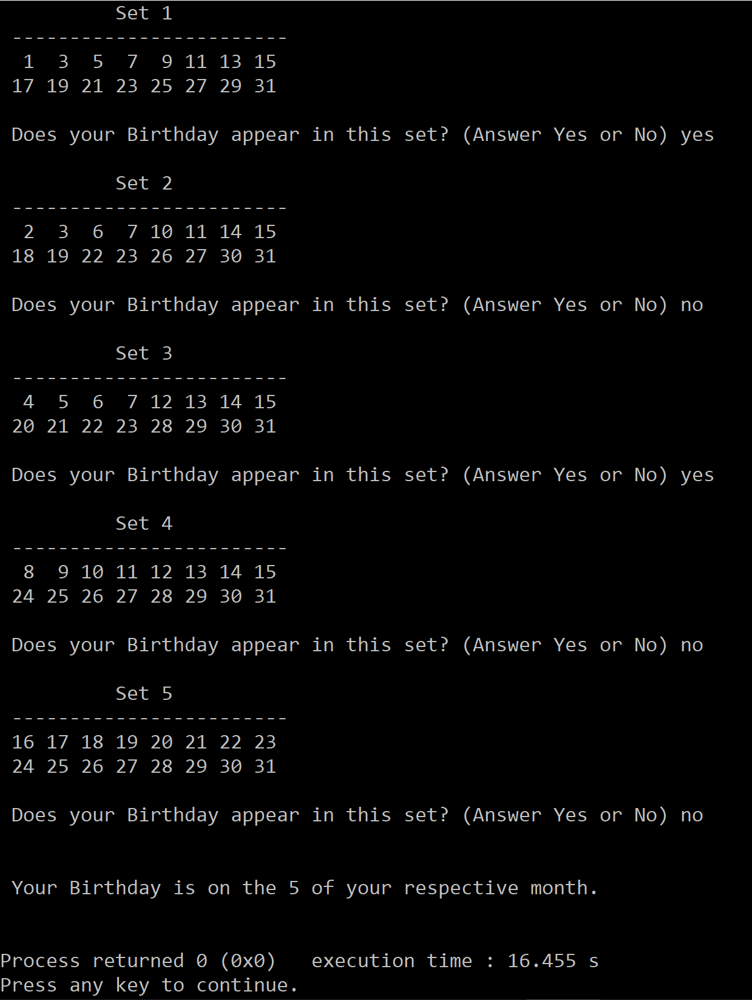 Set 1
------------------------
1 3 5 7 9 11 13 15
17 19 21 23 25 27 29 31
Does your Birthday appear in this set? (Answer Yes or No) yes
Set 2
------------------------
2 3 6 7 10 11 14 15
18 19 22 23 26 27 30 31
Does your Birthday appear in this set? (Answer Yes or No) no
Set 3
------------------------
4 5 6 7 12 13 14 15
20 21 22 23 28 29 30 31
Does your Birthday appear in this set? (Answer Yes or No) yes
Set 4
------------------------
8 9 10 11 12 13 14 15
24 25 26 27 28 29 30 31
Does your Birthday appear in this set? (Answer Yes or No) no
Set 5
------------------------
16 17 18 19 20 21 22 23
24 25 26 27 28 29 30 31
Does your Birthday appear in this set? (Answer Yes or No) no
Your Birthday is on the 5 of your respective month.
Process returned 0 (0x0)   execution time : 16.455 s
Press any key to continue.